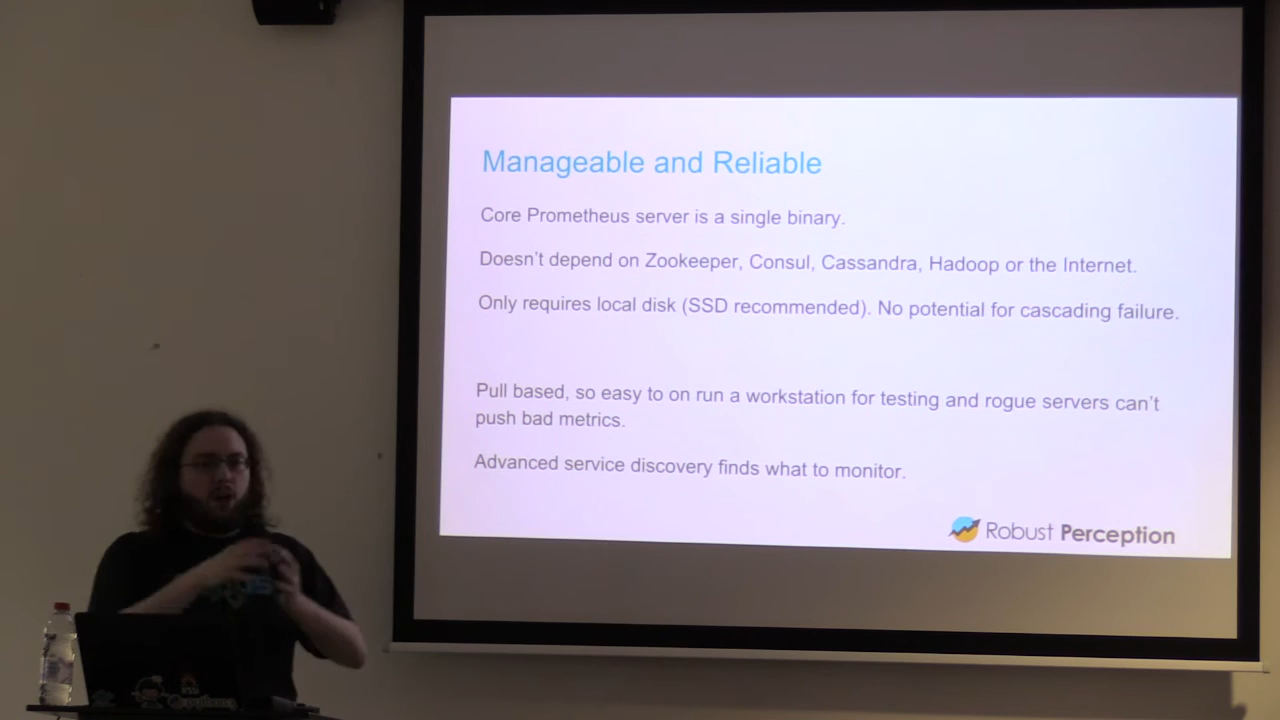 Manageable and Reliable
Core Prometheus server is a single binary.
Doesn't depend on Zookeeper, Consul, Cassandra, Hadoop or the Internet.
Only requires local disk (SSD recommended). No potential for cascading failure.
Pull based, so easy to on run a workstation for testing and rogue servers can't
push bad metrics.
Advanced service discovery finds what to monitor.
Robust Perception